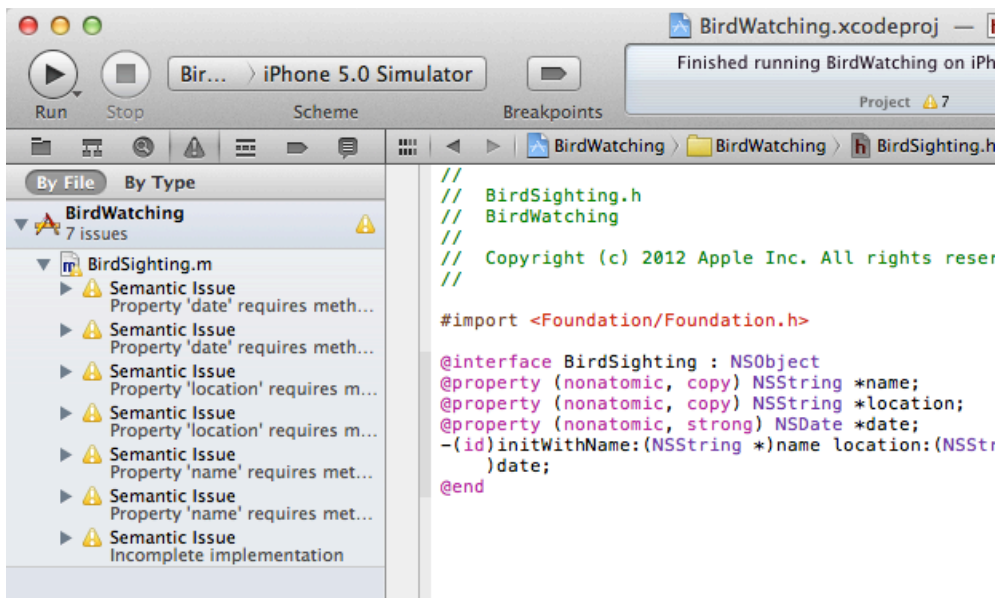 BirdWatching.xcodeproj —
Bir... iPhone 5.0 Simulator
Finished running BirdWatching on iPh
Run Stop Scheme Breakpoints
Project 7
BirdWatching BirdWatching h BirdSighting.h
By File By Type
BirdWatching
7 issues
m BirdSighting.m
Semantic Issue
Property 'date' requires meth...
Semantic Issue
Property 'date' requires meth...
Semantic Issue
Property 'location' requires m...
Semantic Issue
Property 'location' requires m...
Semantic Issue
Property 'name' requires met...
Semantic Issue
Property 'name' requires met...
Semantic Issue
Incomplete implementation
//
// BirdSighting.h
// BirdWatching
//
// Copyright (c) 2012 Apple Inc. All rights reser
//
#import <Foundation/Foundation.h>
@interface BirdSighting : NSObject
@property (nonatomic, copy) NSString *name;
@property (nonatomic, copy) NSString *location;
@property (nonatomic, strong) NSDate *date;
-(id)initWithName:(NSString *)name location:(NSStr
)date;
@end